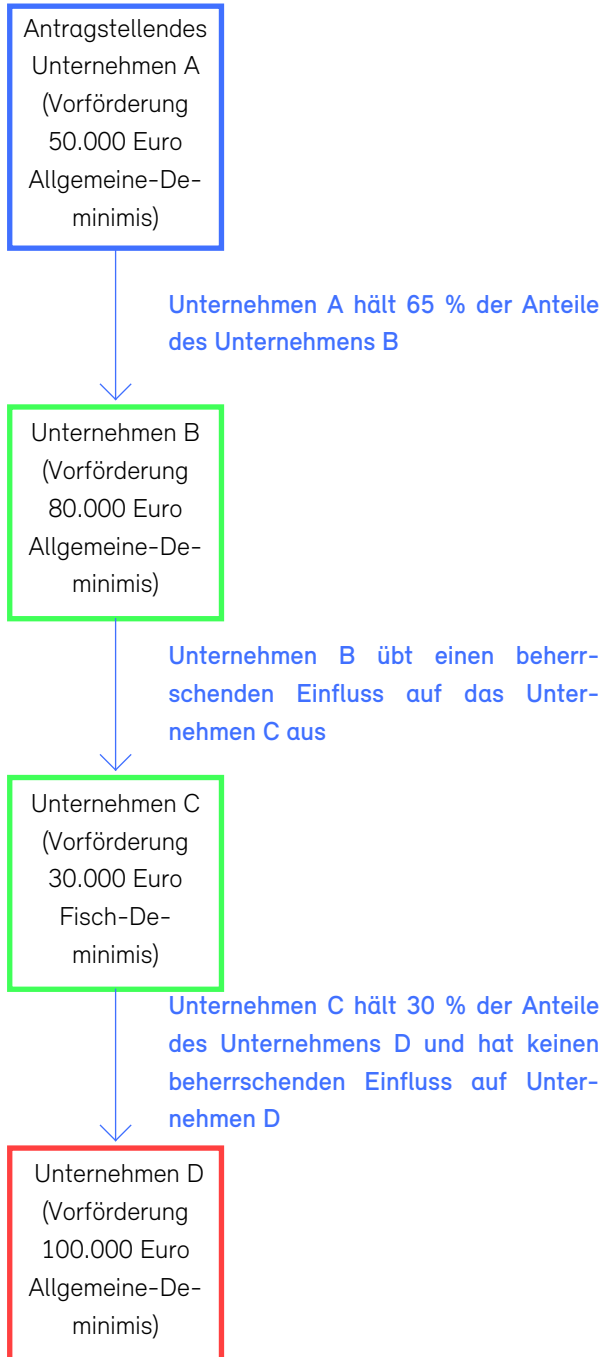 Antragstellendes
Unternehmen A
(Vorförderung
50.000 Euro
Allgemeine-De-
minimis)
Unternehmen A hält 65 % der Anteile
des Unternehmens B
Unternehmen B
(Vorförderung
80.000 Euro
Allgemeine-De-
minimis)
Unternehmen B übt einen beherr-
schenden Einfluss auf das Unter-
nehmen C aus
Unternehmen C
(Vorförderung
30.000 Euro
Fisch-De-
minimis)
Unternehmen C hält 30 % der Anteile
des Unternehmens D und hat keinen
beherrschenden Einfluss auf Unter-
nehmen D
Unternehmen D
(Vorförderung
100.000 Euro
Allgemeine-De-
minimis)